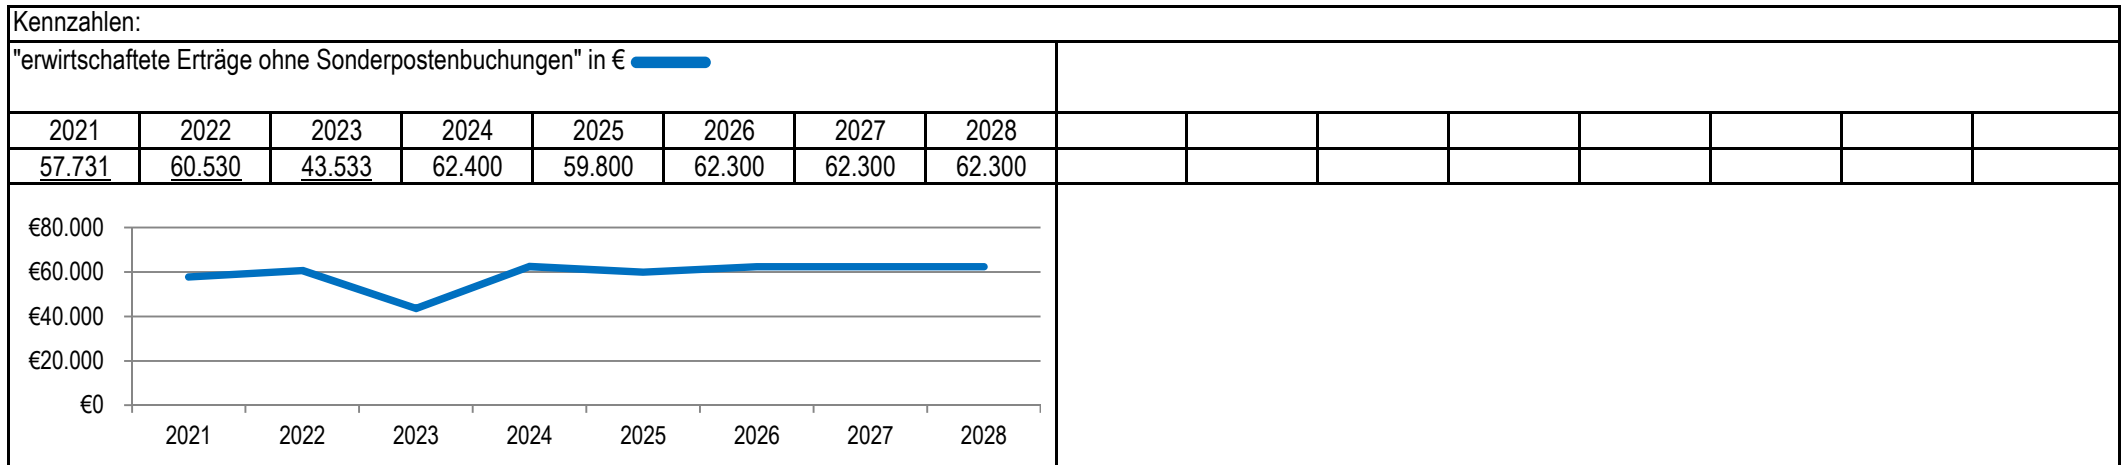 Kennzahlen:
"erwirtschaftete Erträge ohne Sonderpostenbuchungen" in €
2021 2022 2023 2024 2025 2026 2027 2028
57.731 60.530 43.533 62.400 59.800 62.300 62.300 62.300
€80.000
€60.000
€40.000
€20.000
€0
2021 2022 2023 2024 2025 2026 2027 2028